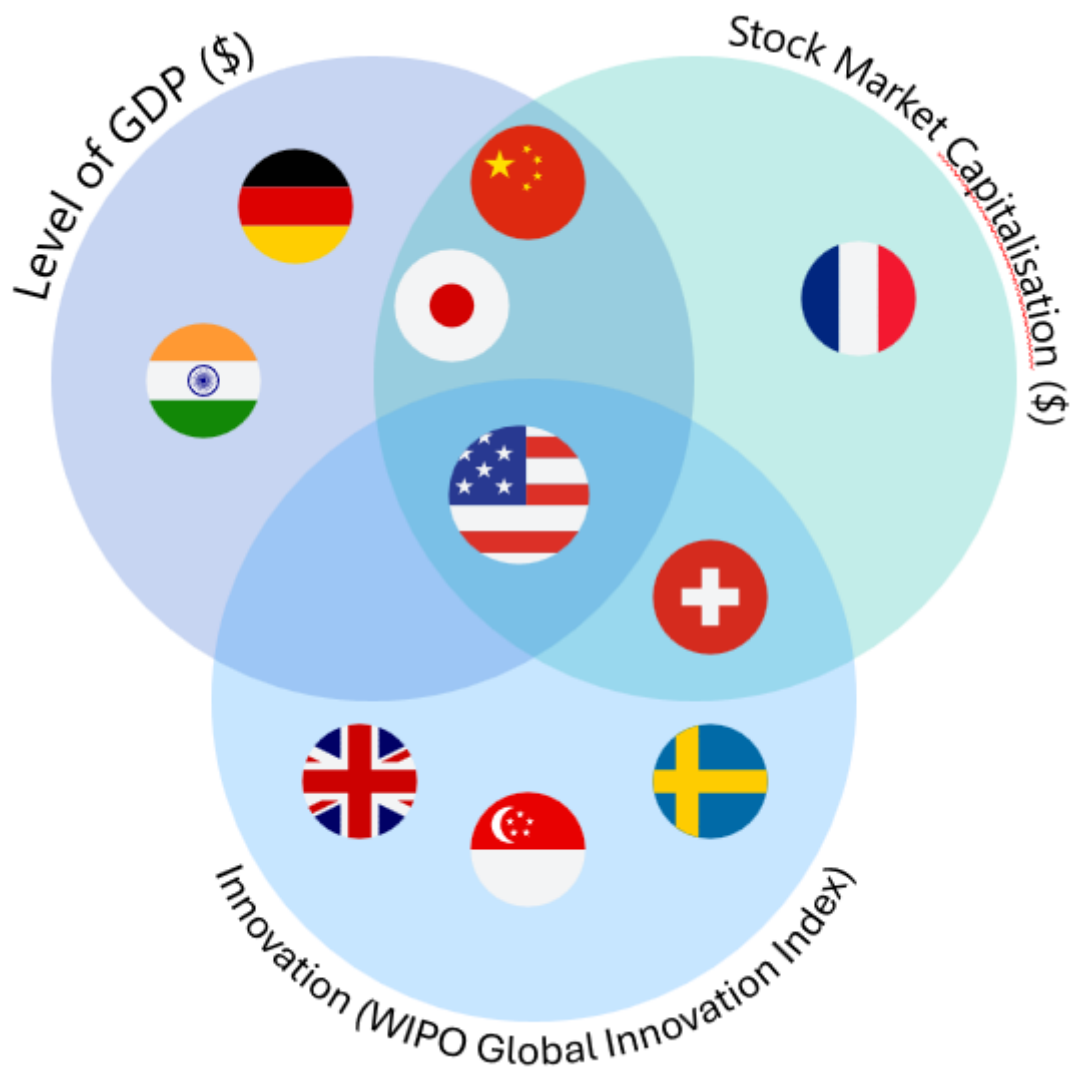 Level of GDP ($)
Stock Market Capitalisation ($)
Innovation (WIPO Global Innovation Index)